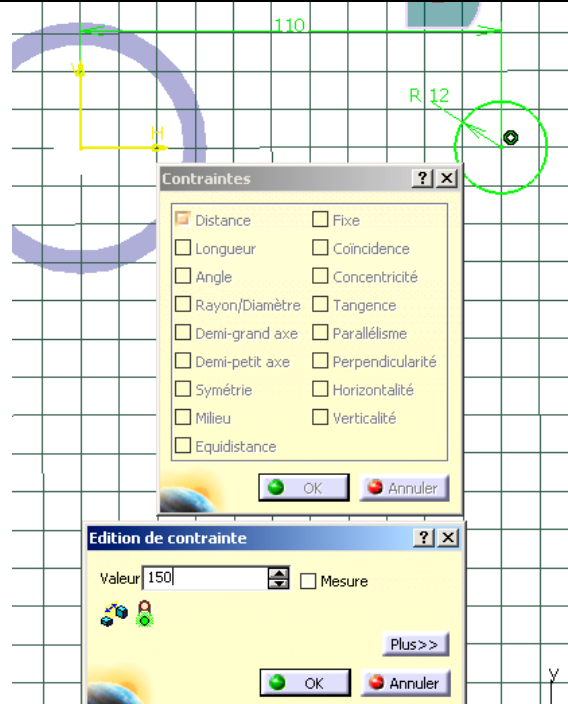 110
R 12
V
H
Contraintes
Distance Fixe
Longueur Coïncidence
Angle Concentricité
Rayon/Diamètre Tangence
Demi-grand axe Parallélisme
Demi-petit axe Perpendicularité
Symétrie Horizontalité
Milieu Verticalité
Equidistance
OK Annuler
Edition de contrainte
Valeur 150 Mesure
Plus>>
OK Annuler
y